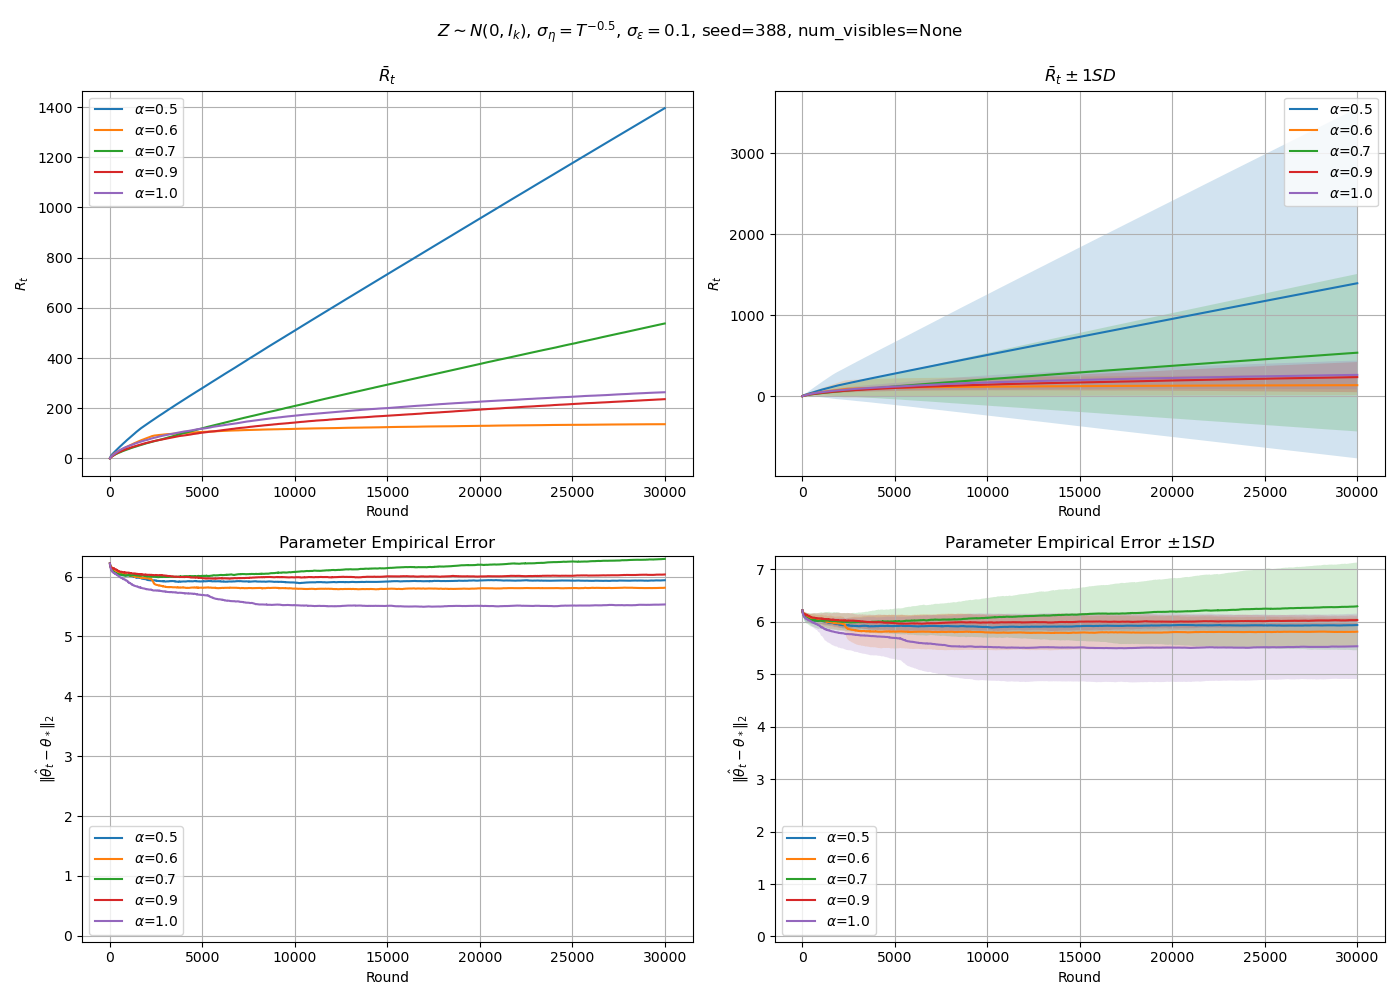 Z ∼ N(0, I_k), σ_η = T^{−0.5}, σ_ε = 0.1, seed=388, num_visibles=None
R̄_t
R_t
1400
1200
1000
800
600
400
200
0
α=0.5
α=0.6
α=0.7
α=0.9
α=1.0
0 5000 10000 15000 20000 25000 30000
Round
R̄_t ± 1SD
R_t
3000
2000
1000
0
α=0.5
α=0.6
α=0.7
α=0.9
α=1.0
0 5000 10000 15000 20000 25000 30000
Round
Parameter Empirical Error
‖θ̂_t − θ_*‖_2
6
5
4
3
2
1
0
α=0.5
α=0.6
α=0.7
α=0.9
α=1.0
0 5000 10000 15000 20000 25000 30000
Round
Parameter Empirical Error ±1SD
‖θ̂_t − θ_*‖_2
7
6
5
4
3
2
1
0
α=0.5
α=0.6
α=0.7
α=0.9
α=1.0
0 5000 10000 15000 20000 25000 30000
Round